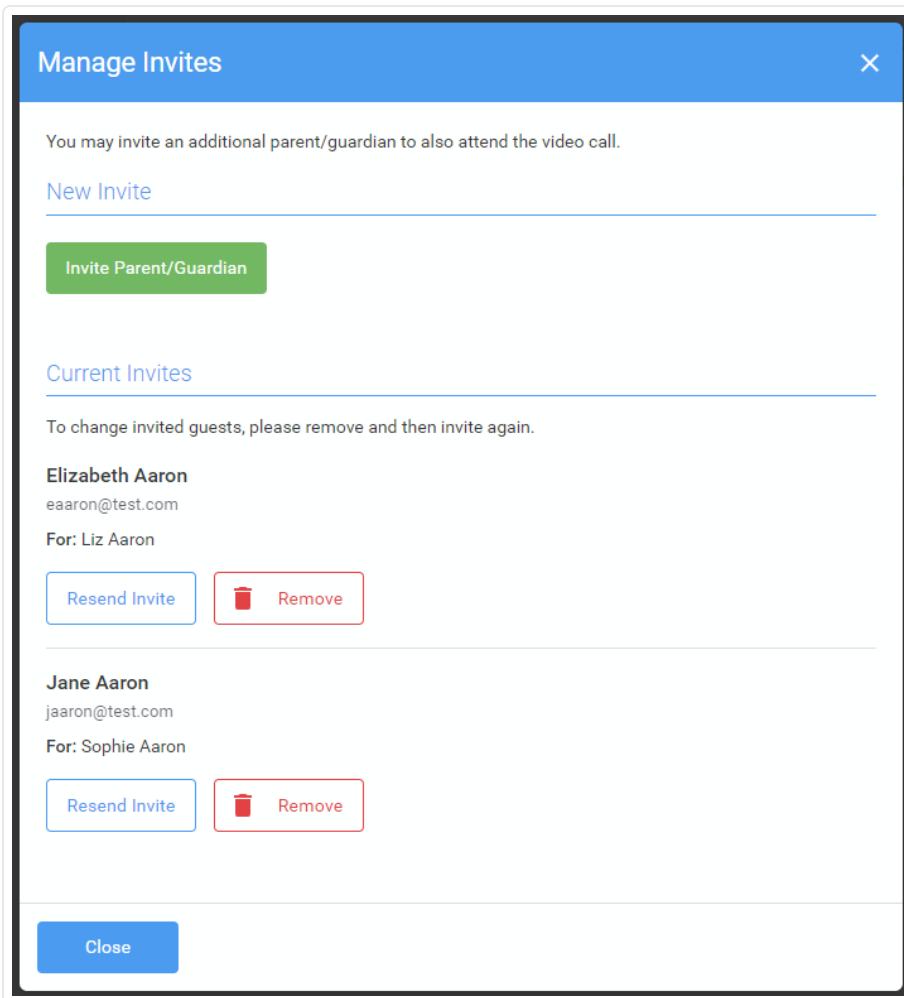 Manage Invites
You may invite an additional parent/guardian to also attend the video call.
New Invite
Invite Parent/Guardian
Current Invites
To change invited guests, please remove and then invite again.
Elizabeth Aaron
eaaron@test.com
For: Liz Aaron
Resend Invite Remove
Jane Aaron
jaaron@test.com
For: Sophie Aaron
Resend Invite Remove
Close